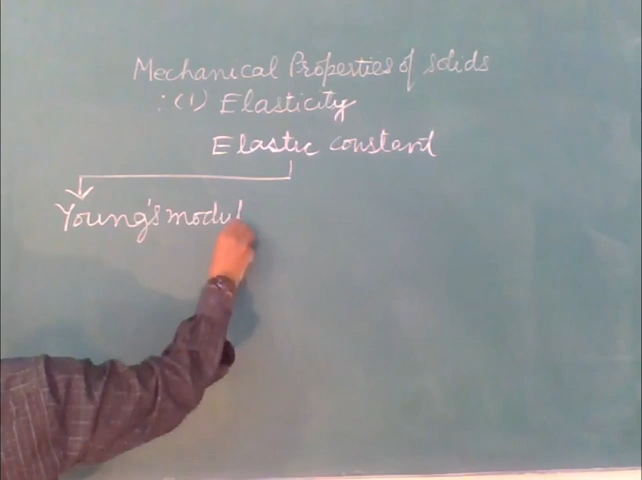 Mechanical Properties of solids
:(1) Elasticity
Elastic constant
Young's modul